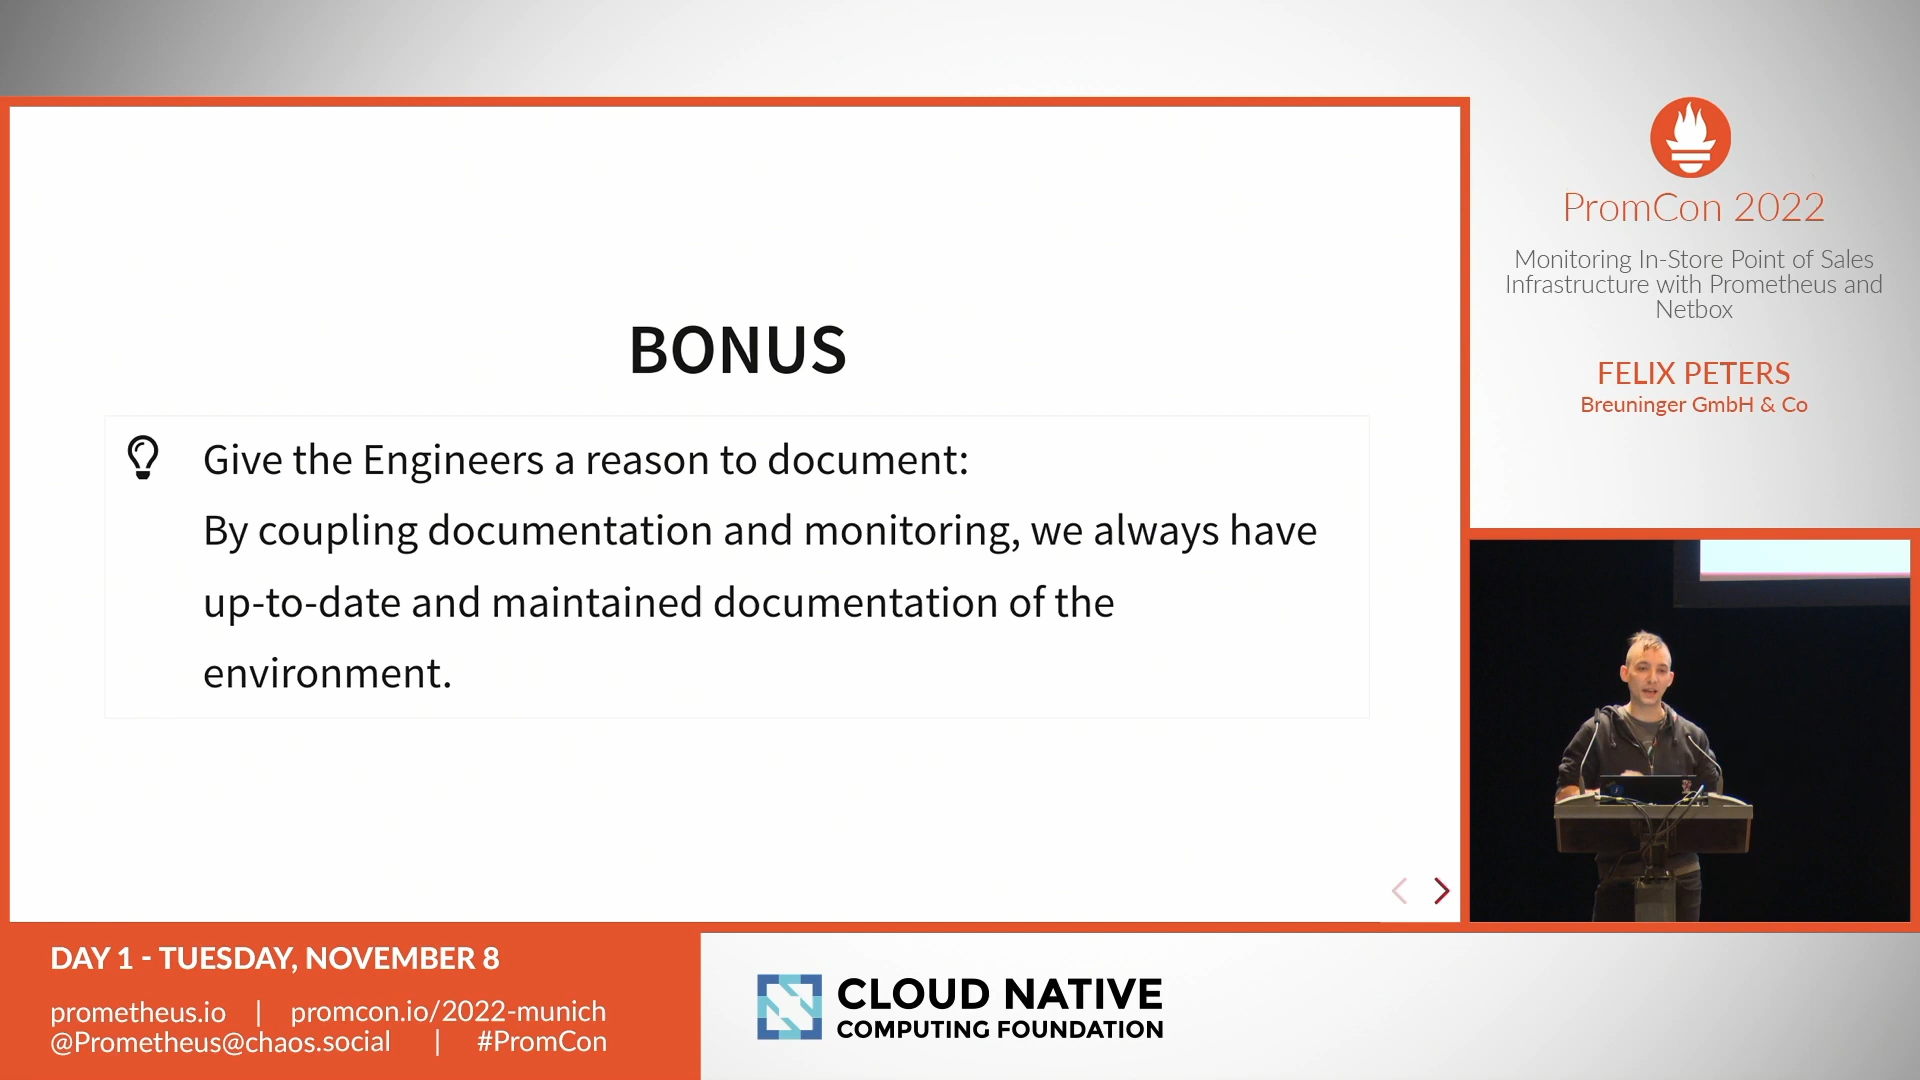 BONUS
Give the Engineers a reason to document:
By coupling documentation and monitoring, we always have
up-to-date and maintained documentation of the
environment.
PromCon 2022
Monitoring In-Store Point of Sales
Infrastructure with Prometheus and
Netbox
FELIX PETERS
Breuninger GmbH & Co
DAY 1 - TUESDAY, NOVEMBER 8
prometheus.io | promcon.io/2022-munich
@Prometheus@chaos.social | #PromCon
CLOUD NATIVE
COMPUTING FOUNDATION